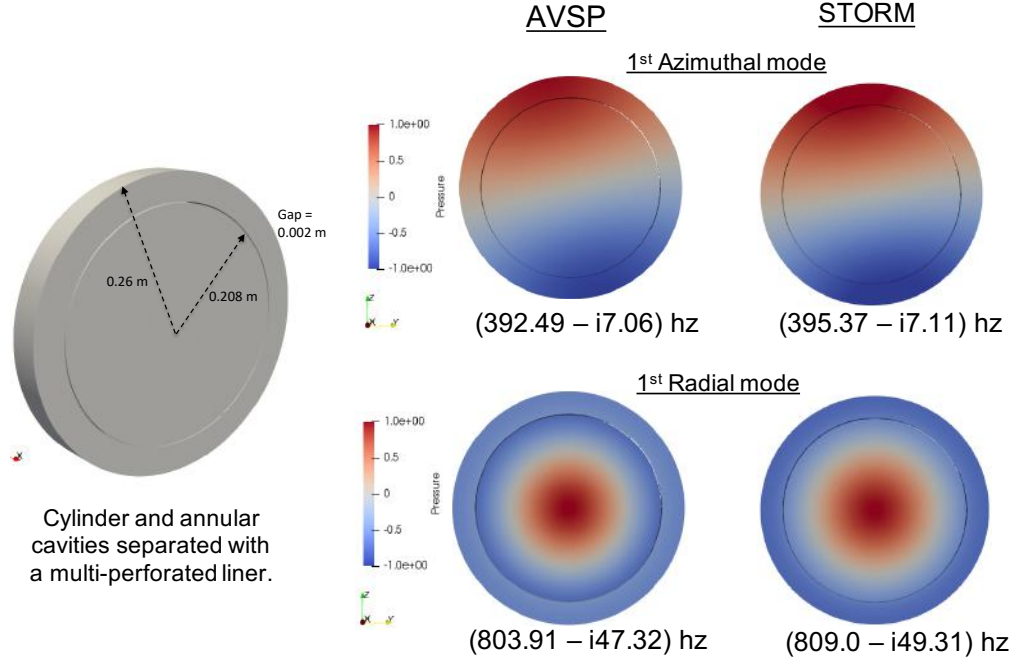 AVSP
STORM
1st Azimuthal mode
1.0e+00
0.5
0
-0.5
-1.0e+00
Pressure
Z
X
Y
(392.49 – i7.06) hz
(395.37 – i7.11) hz
Gap =
0.002 m
0.26 m
0.208 m
X
Cylinder and annular
cavities separated with
a multi-perforated liner.
1st Radial mode
1.0e+00
0.5
0
-0.5
-1.0e+00
Pressure
Z
X
Y
(803.91 – i47.32) hz
(809.0 – i49.31) hz